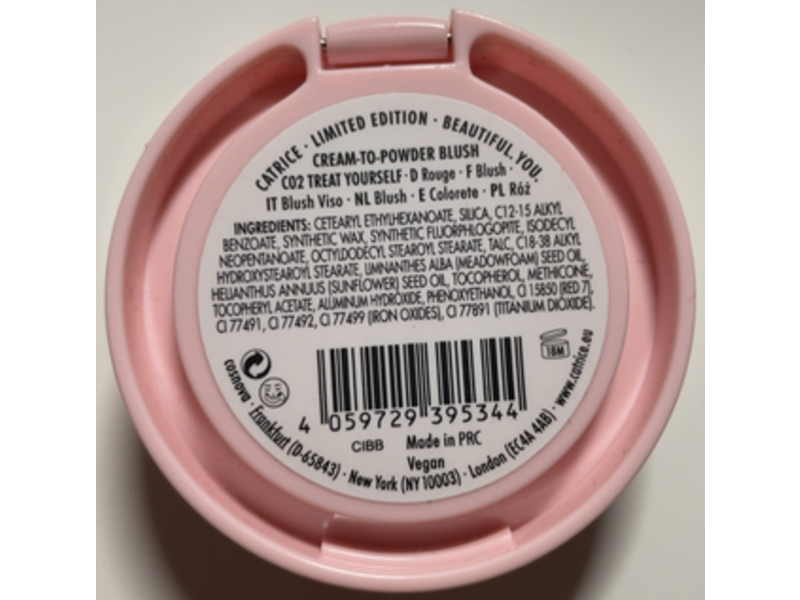 CATRICE · LIMITED EDITION · BEAUTIFUL. YOU.
CREAM-TO-POWDER BLUSH
C02 TREAT YOURSELF · D Rouge · F Blush ·
IT Blush Viso · NL Blush · E Colorete · PL Róż
INGREDIENTS: CETEARYL ETHYLHEXANOATE, SILICA, C12-15 ALKYL
BENZOATE, SYNTHETIC WAX, SYNTHETIC FLUORPHLOGOPITE, ISODECYL
NEOPENTANOATE, OCTYLDODECYL STEAROYL STEARATE, TALC, C18-38 ALKYL
HYDROXYSTEAROYL STEARATE, LIMNANTHES ALBA (MEADOWFOAM) SEED OIL,
HELIANTHUS ANNUUS (SUNFLOWER) SEED OIL, TOCOPHEROL, METHICONE,
TOCOPHERYL ACETATE, ALUMINUM HYDROXIDE, PHENOXYETHANOL, CI 15850 (RED 7),
CI 77491, CI 77492, CI 77499 (IRON OXIDES), CI 77891 (TITANIUM DIOXIDE).
18M
4 059729 395344
CIBB Made in PRC
Vegan
cosnova · Frankfurt (D-65843) · New York (NY 10003) · London (EC4A 4AB) · www.catrice.eu